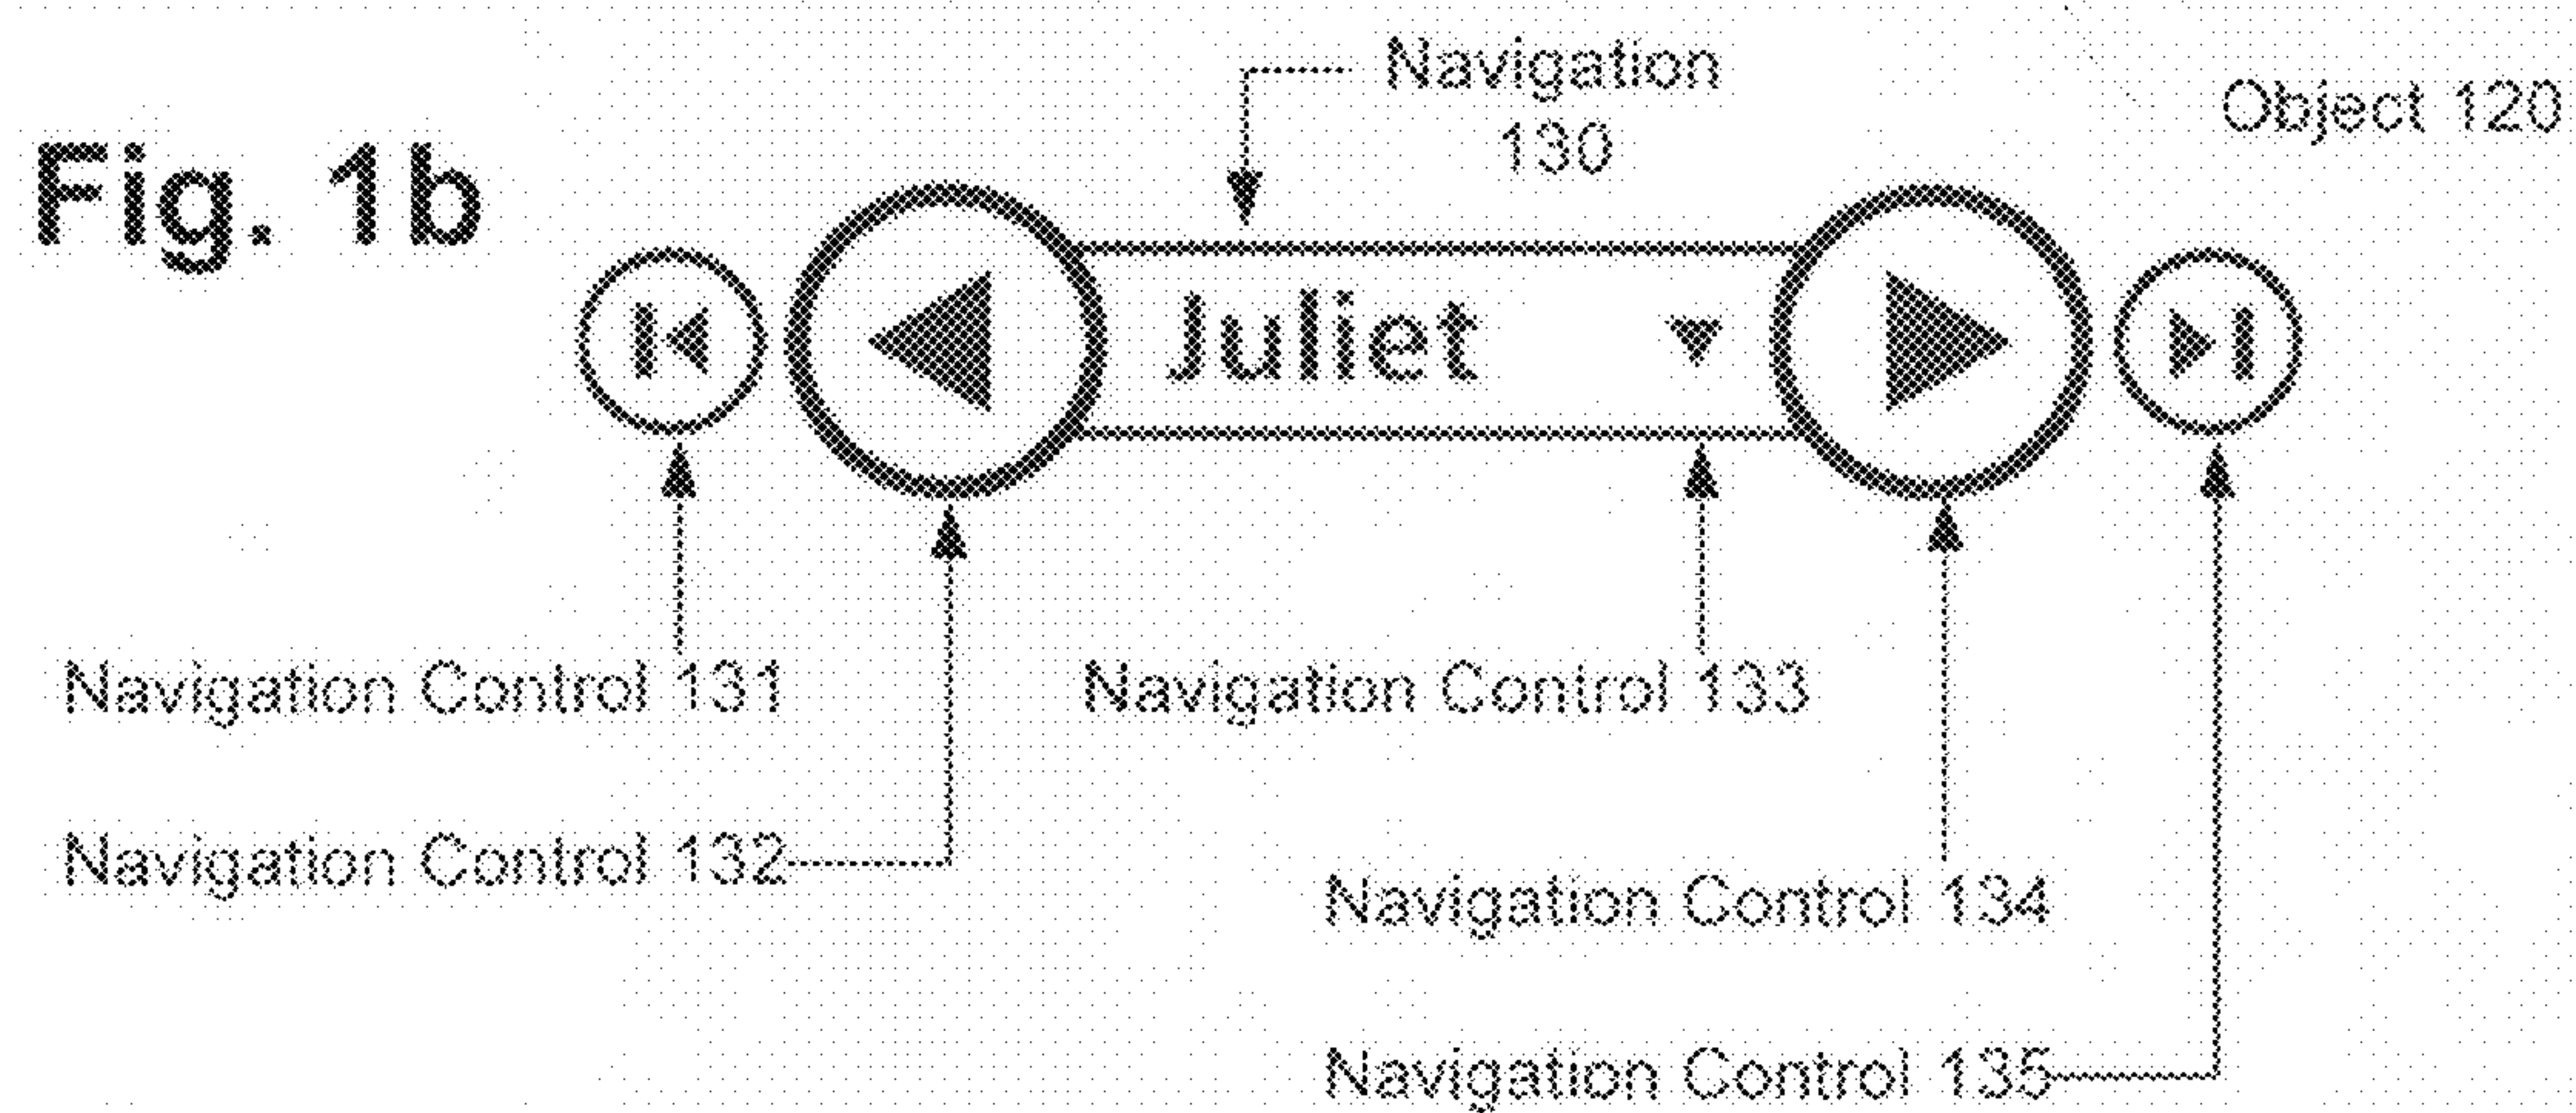 Navigation
130
Object 120
Fig. 1b
Juliet
Navigation Control 131
Navigation Control 133
Navigation Control 132
Navigation Control 134
Navigation Control 135